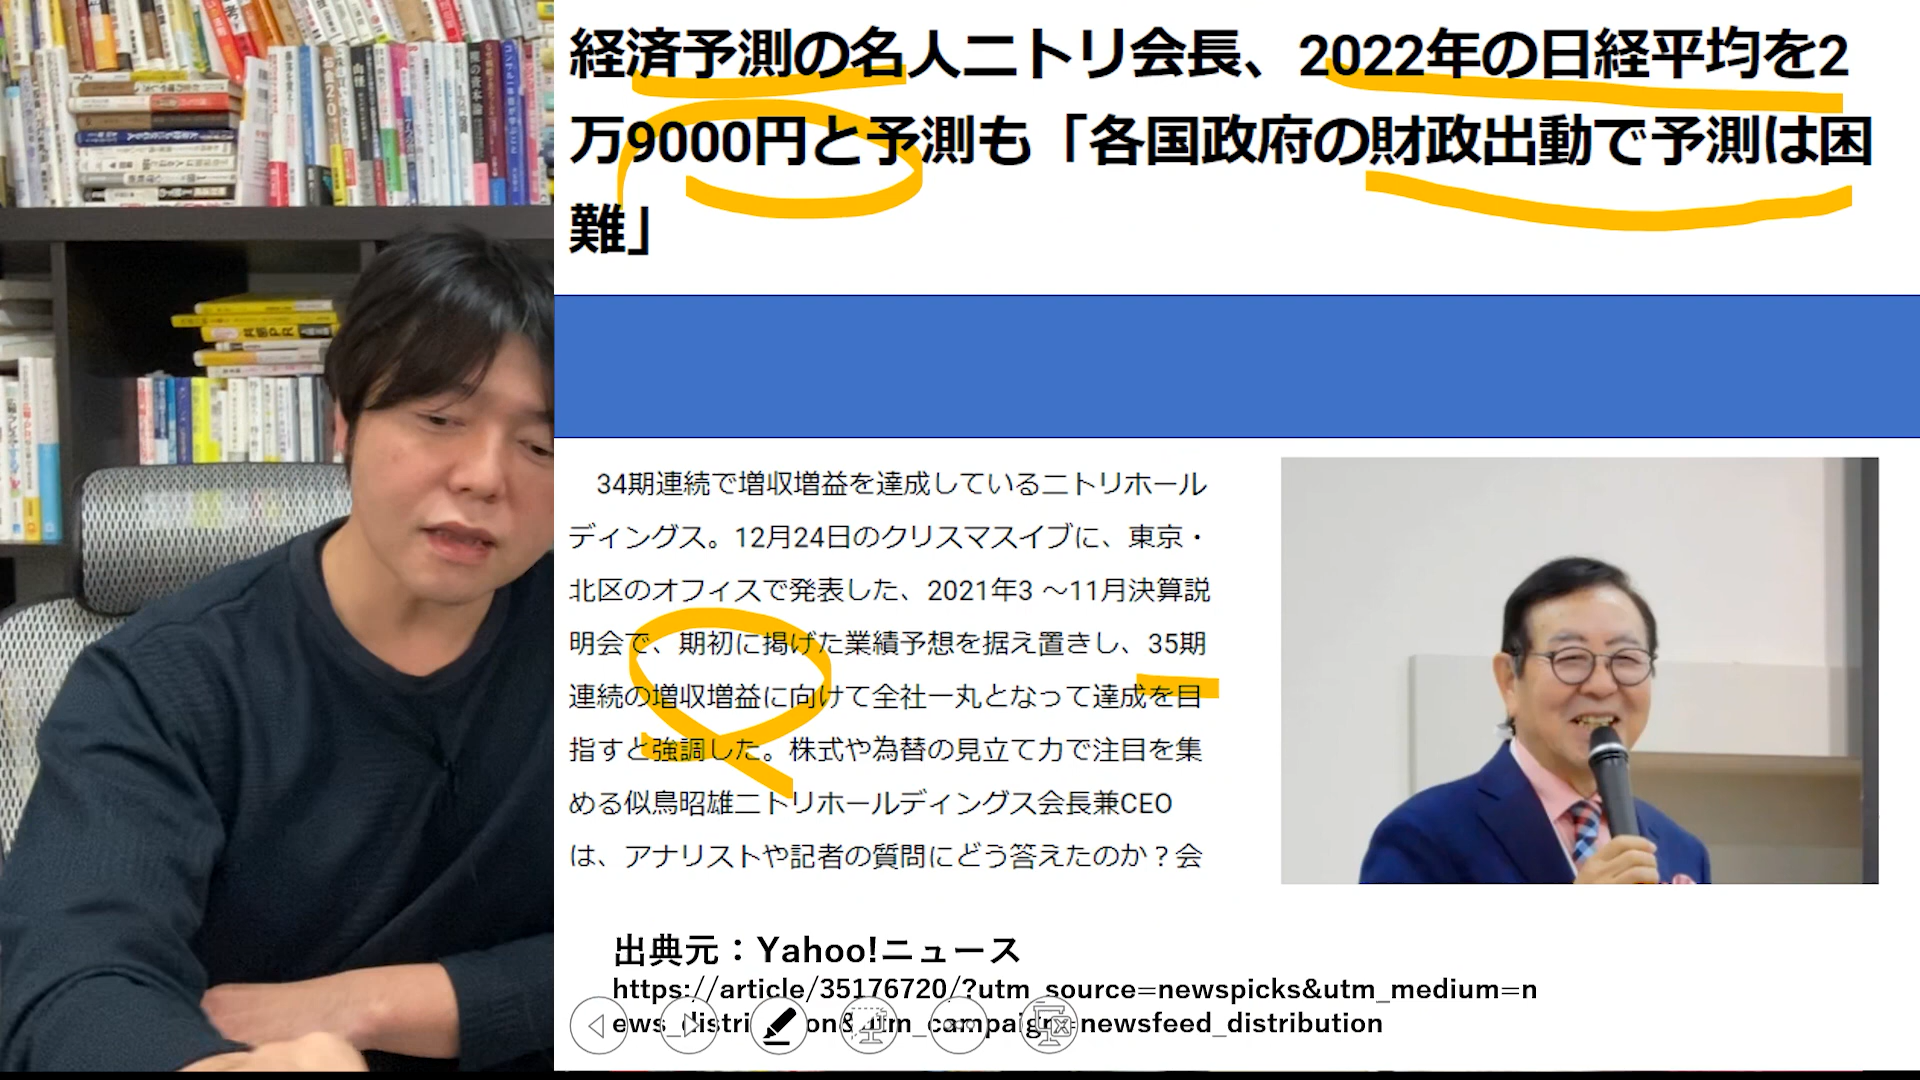 経済予測の名人ニトリ会長、2022年の日経平均を2
万9000円と予測も「各国政府の財政出動で予測は困
難」
34期連続で増収増益を達成しているニトリホール
ディングス。12月24日のクリスマスイブに、東京・
北区のオフィスで発表した、2021年3 ～11月決算説
明会で、期初に掲げた業績予想を据え置きし、35期
連続の増収増益に向けて全社一丸となって達成を目
指すと強調した。株式や為替の見立て力で注目を集
める似鳥昭雄ニトリホールディングス会長兼CEO
は、アナリストや記者の質問にどう答えたのか？会
出典元：Yahoo!ニュース
https://article/35176720/?utm_source=newspicks&utm_medium=n
ews_distribution&utm_campaign=newsfeed_distribution